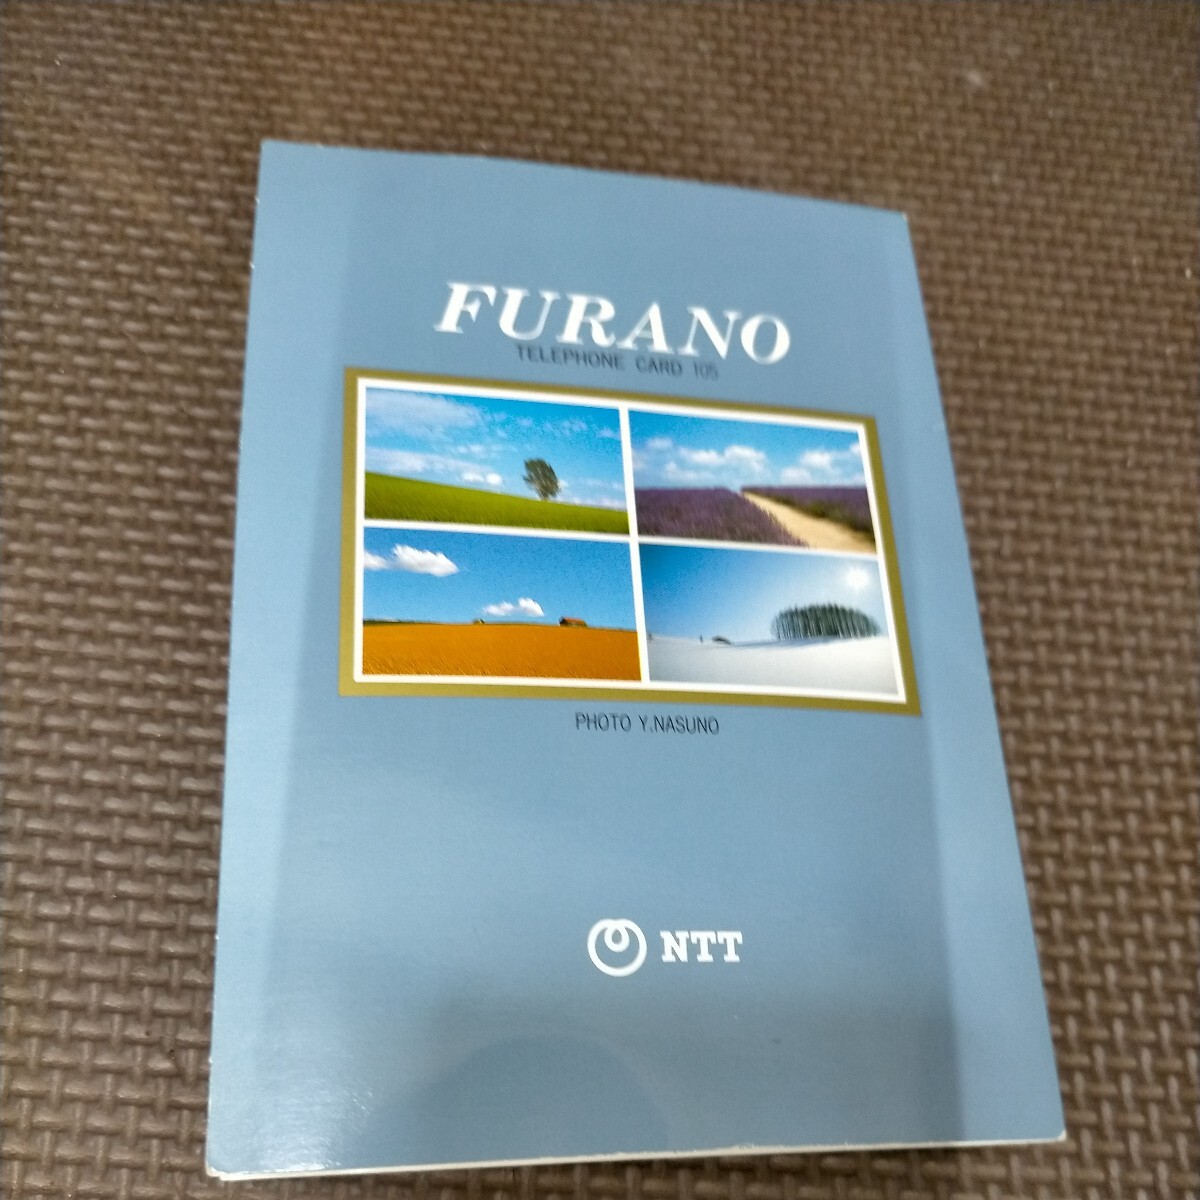 FURANO
TELEPHONE CARD 105
PHOTO Y.NASUNO
NTT